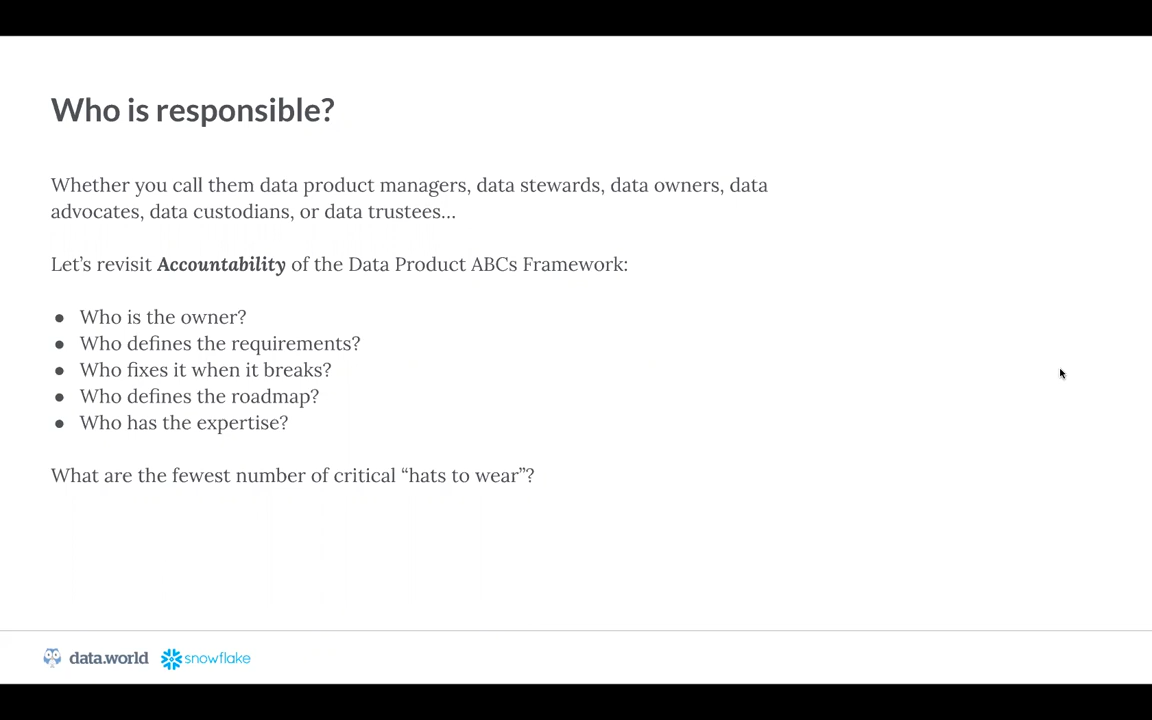 Who is responsible?
Whether you call them data product managers, data stewards, data owners, data
advocates, data custodians, or data trustees...
Let’s revisit Accountability of the Data Product ABCs Framework:
● Who is the owner?
● Who defines the requirements?
● Who fixes it when it breaks?
● Who defines the roadmap?
● Who has the expertise?
What are the fewest number of critical “hats to wear”?
data.world snowflake